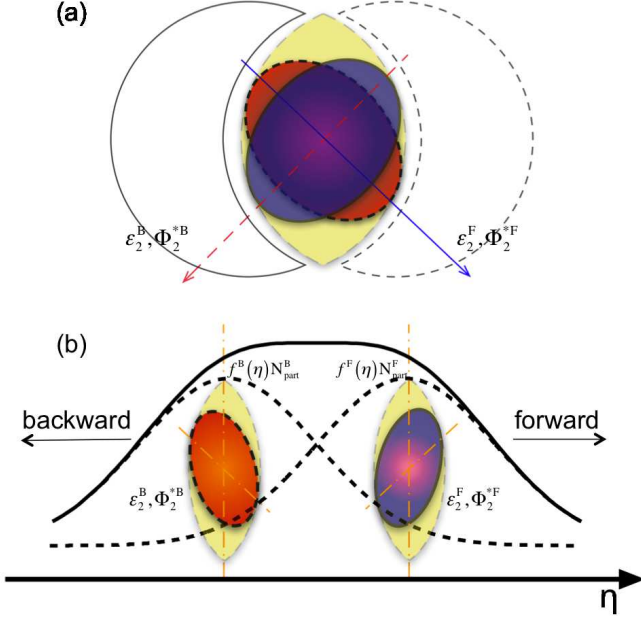 (a)
ε₂ᴮ,Φ₂*ᴮ
ε₂ᶠ,Φ₂*ᶠ
(b)
fᴮ(η)Nᴮpart
fᶠ(η)Nᶠpart
backward
forward
ε₂ᴮ,Φ₂*ᴮ
ε₂ᶠ,Φ₂*ᶠ
η